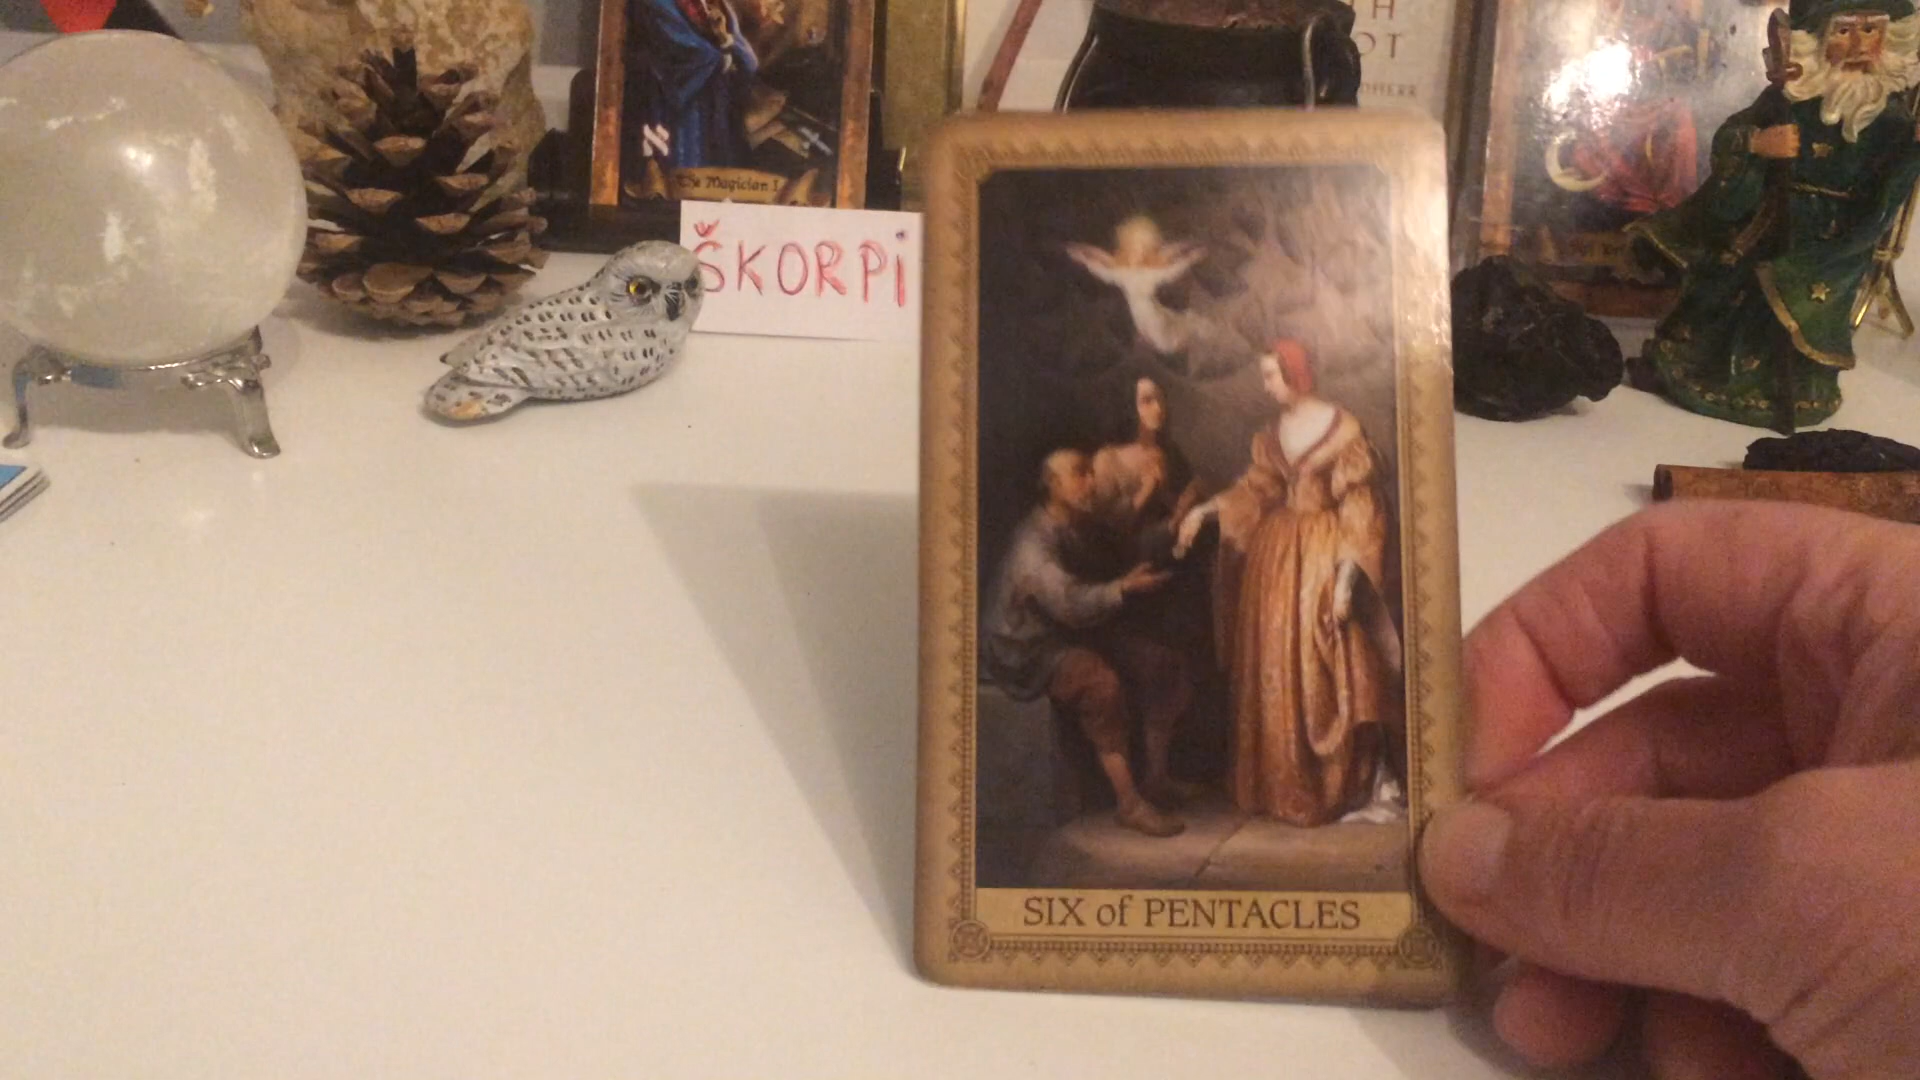 The Magician I
ŠKORPI
SIX of PENTACLES